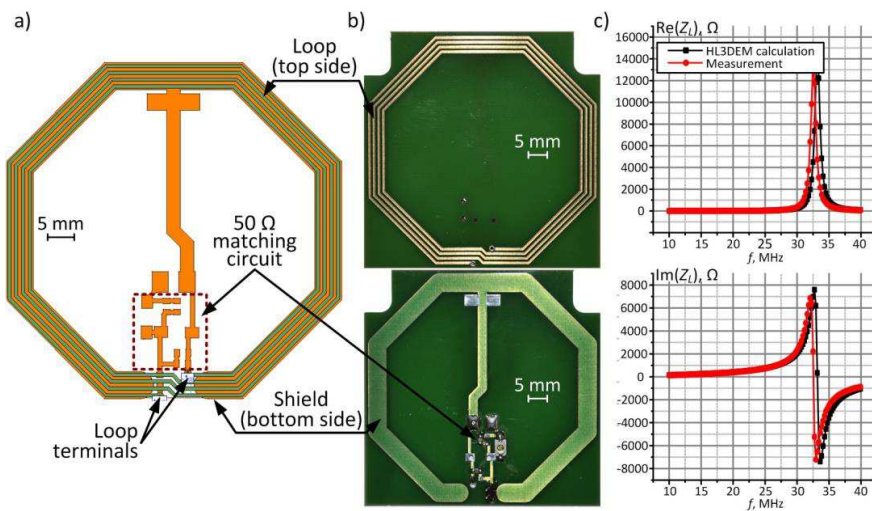 a)
Loop
(top side)
5 mm
50 Ω
matching
circuit
Loop
terminals
Shield
(bottom side)
b)
5 mm
5 mm
c)
Re(Z_L), Ω
16000
14000
12000
10000
8000
6000
4000
2000
0
HL3DEM calculation
Measurement
10 15 20 25 30 35 40
f, MHz
Im(Z_L), Ω
8000
6000
4000
2000
0
-2000
-4000
-6000
-8000
10 15 20 25 30 35 40
f, MHz